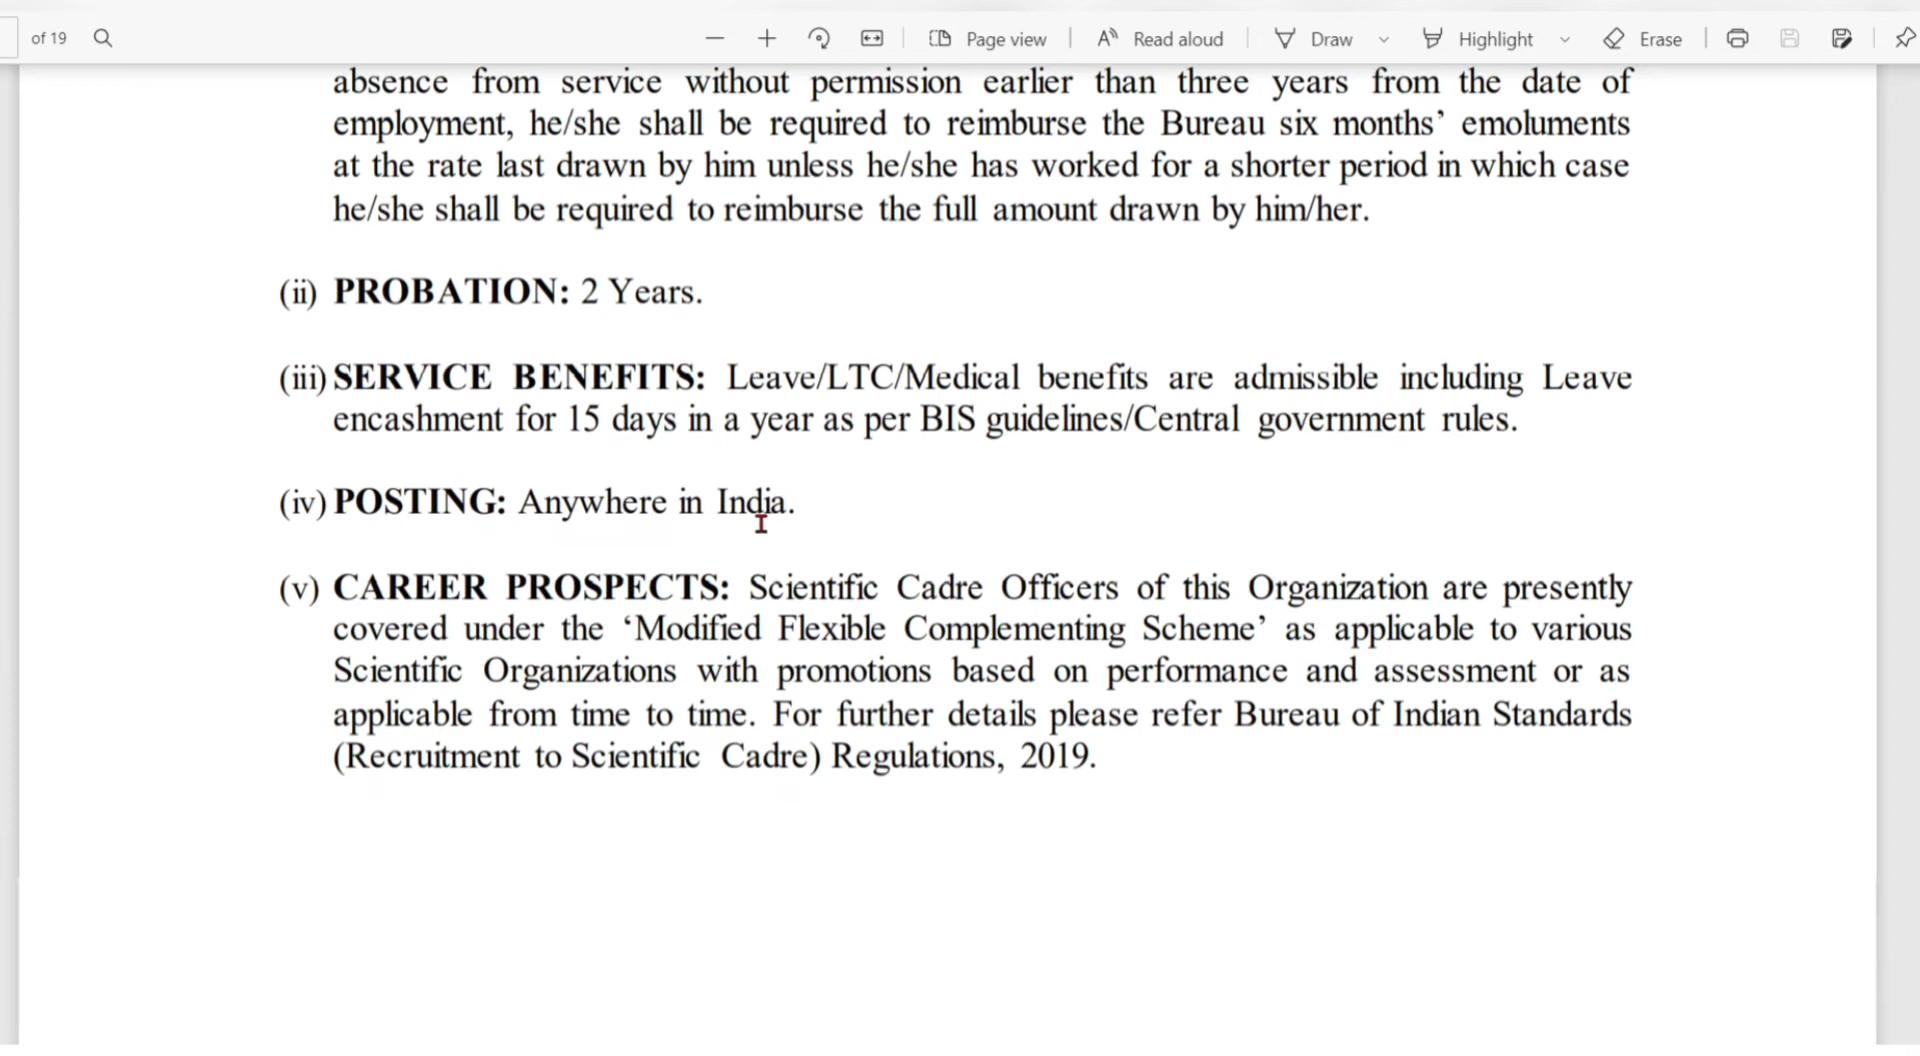 of 19
Page view
Read aloud
Draw
Highlight
Erase
absence from service without permission earlier than three years from the date of
employment, he/she shall be required to reimburse the Bureau six months’ emoluments
at the rate last drawn by him unless he/she has worked for a shorter period in which case
he/she shall be required to reimburse the full amount drawn by him/her.
(ii) PROBATION: 2 Years.
(iii) SERVICE BENEFITS: Leave/LTC/Medical benefits are admissible including Leave
encashment for 15 days in a year as per BIS guidelines/Central government rules.
(iv) POSTING: Anywhere in India.
(v) CAREER PROSPECTS: Scientific Cadre Officers of this Organization are presently
covered under the ‘Modified Flexible Complementing Scheme’ as applicable to various
Scientific Organizations with promotions based on performance and assessment or as
applicable from time to time. For further details please refer Bureau of Indian Standards
(Recruitment to Scientific Cadre) Regulations, 2019.